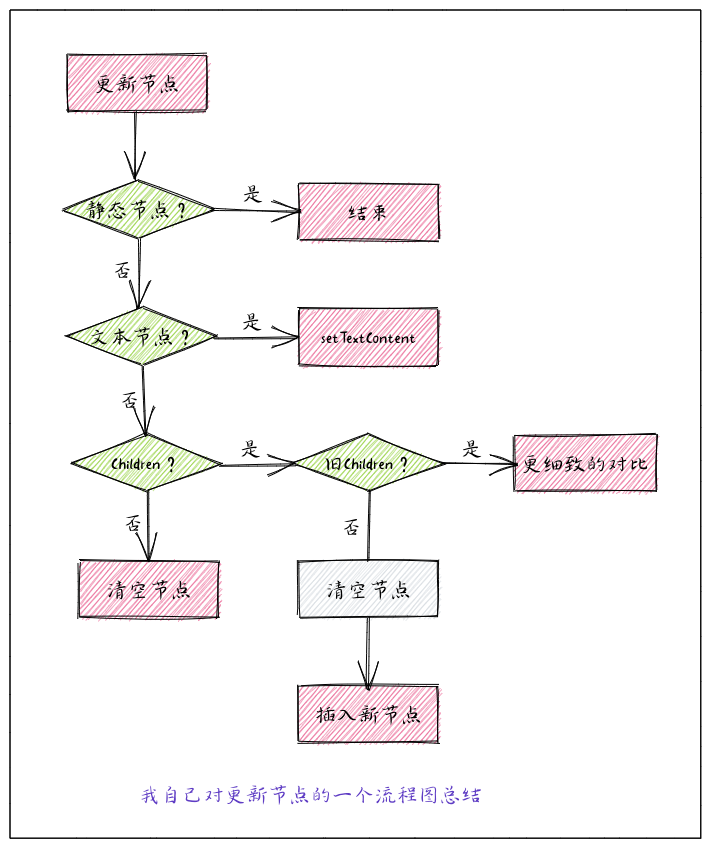 更新节点
静态节点？
是
结束
否
文本节点？
是
setTextContent
否
Children？
是
旧Children？
是
更细致的对比
否
否
清空节点
清空节点
插入新节点
我自己对更新节点的一个流程图总结